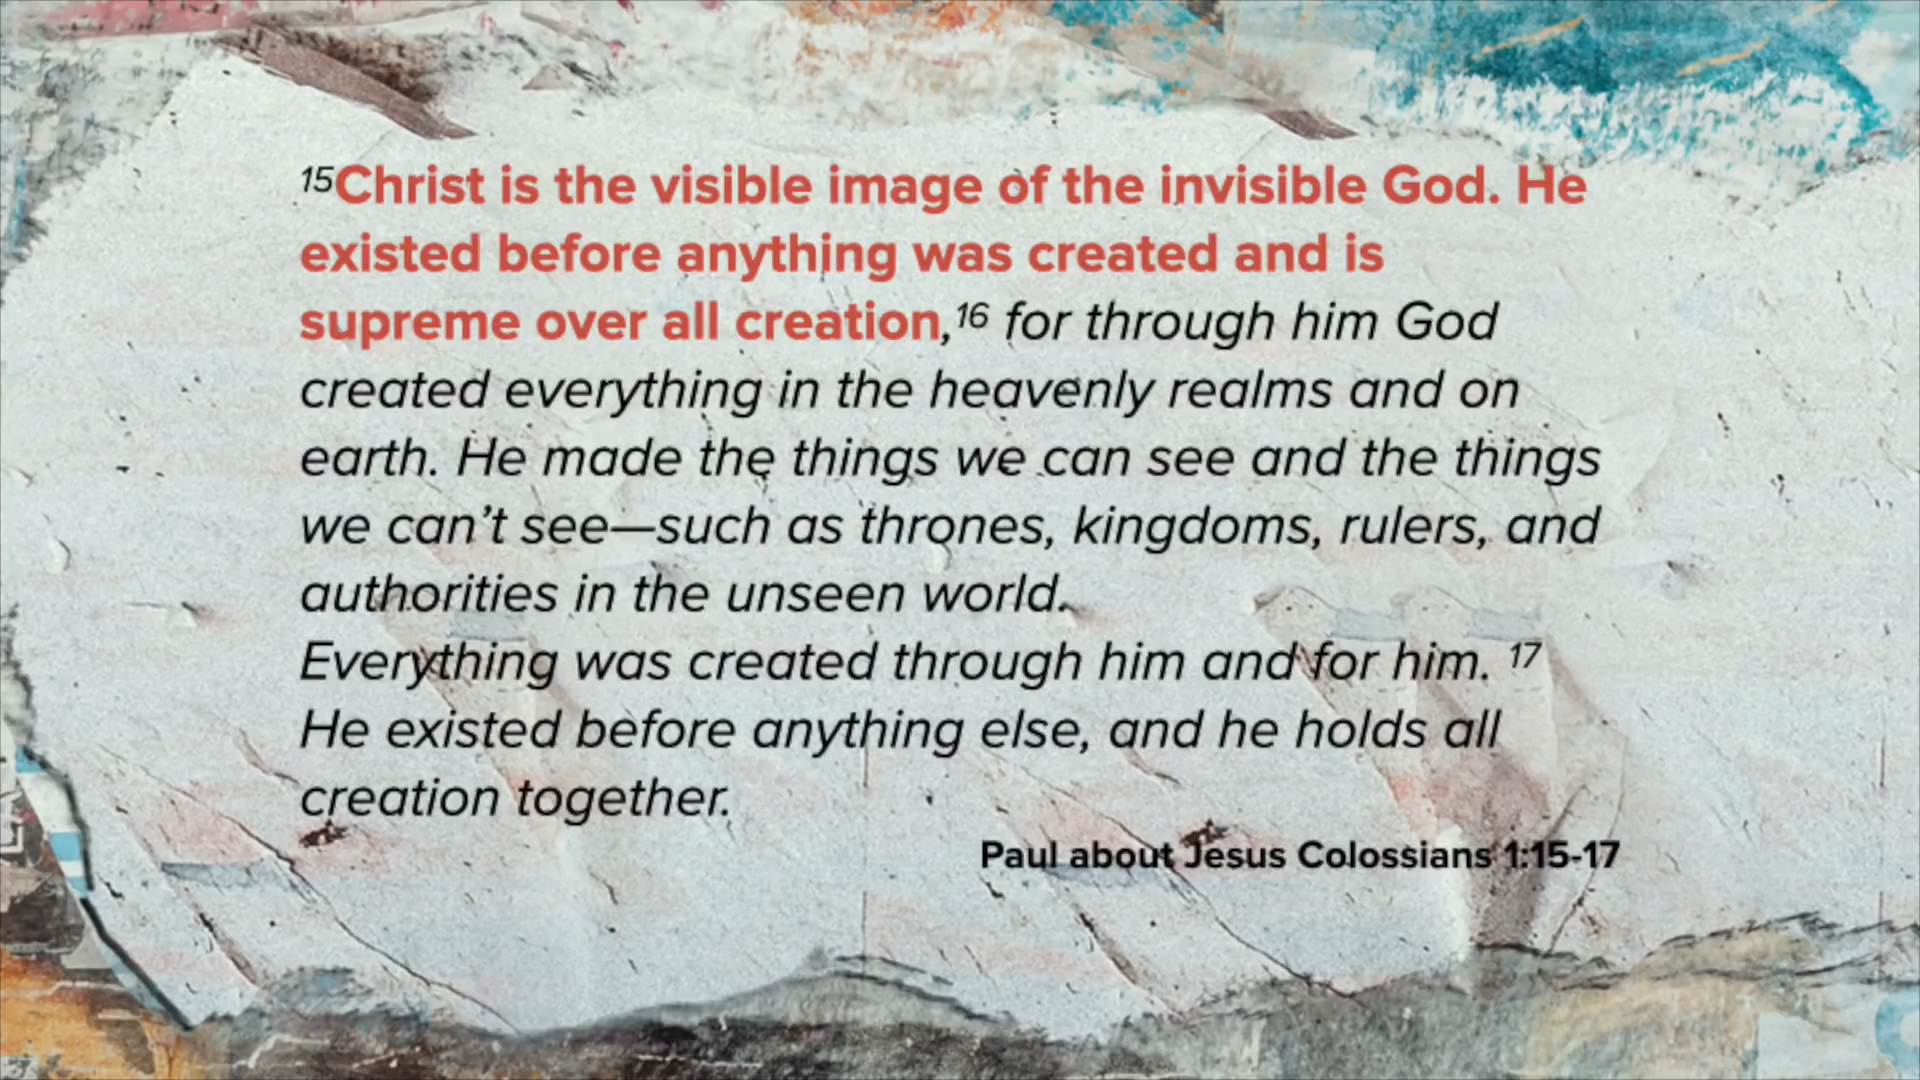 15Christ is the visible image of the invisible God. He
existed before anything was created and is
supreme over all creation,16 for through him God
created everything in the heavenly realms and on
earth. He made the things we can see and the things
we can’t see—such as thrones, kingdoms, rulers, and
authorities in the unseen world.
Everything was created through him and for him. 17
He existed before anything else, and he holds all
creation together.
Paul about Jesus Colossians 1:15-17